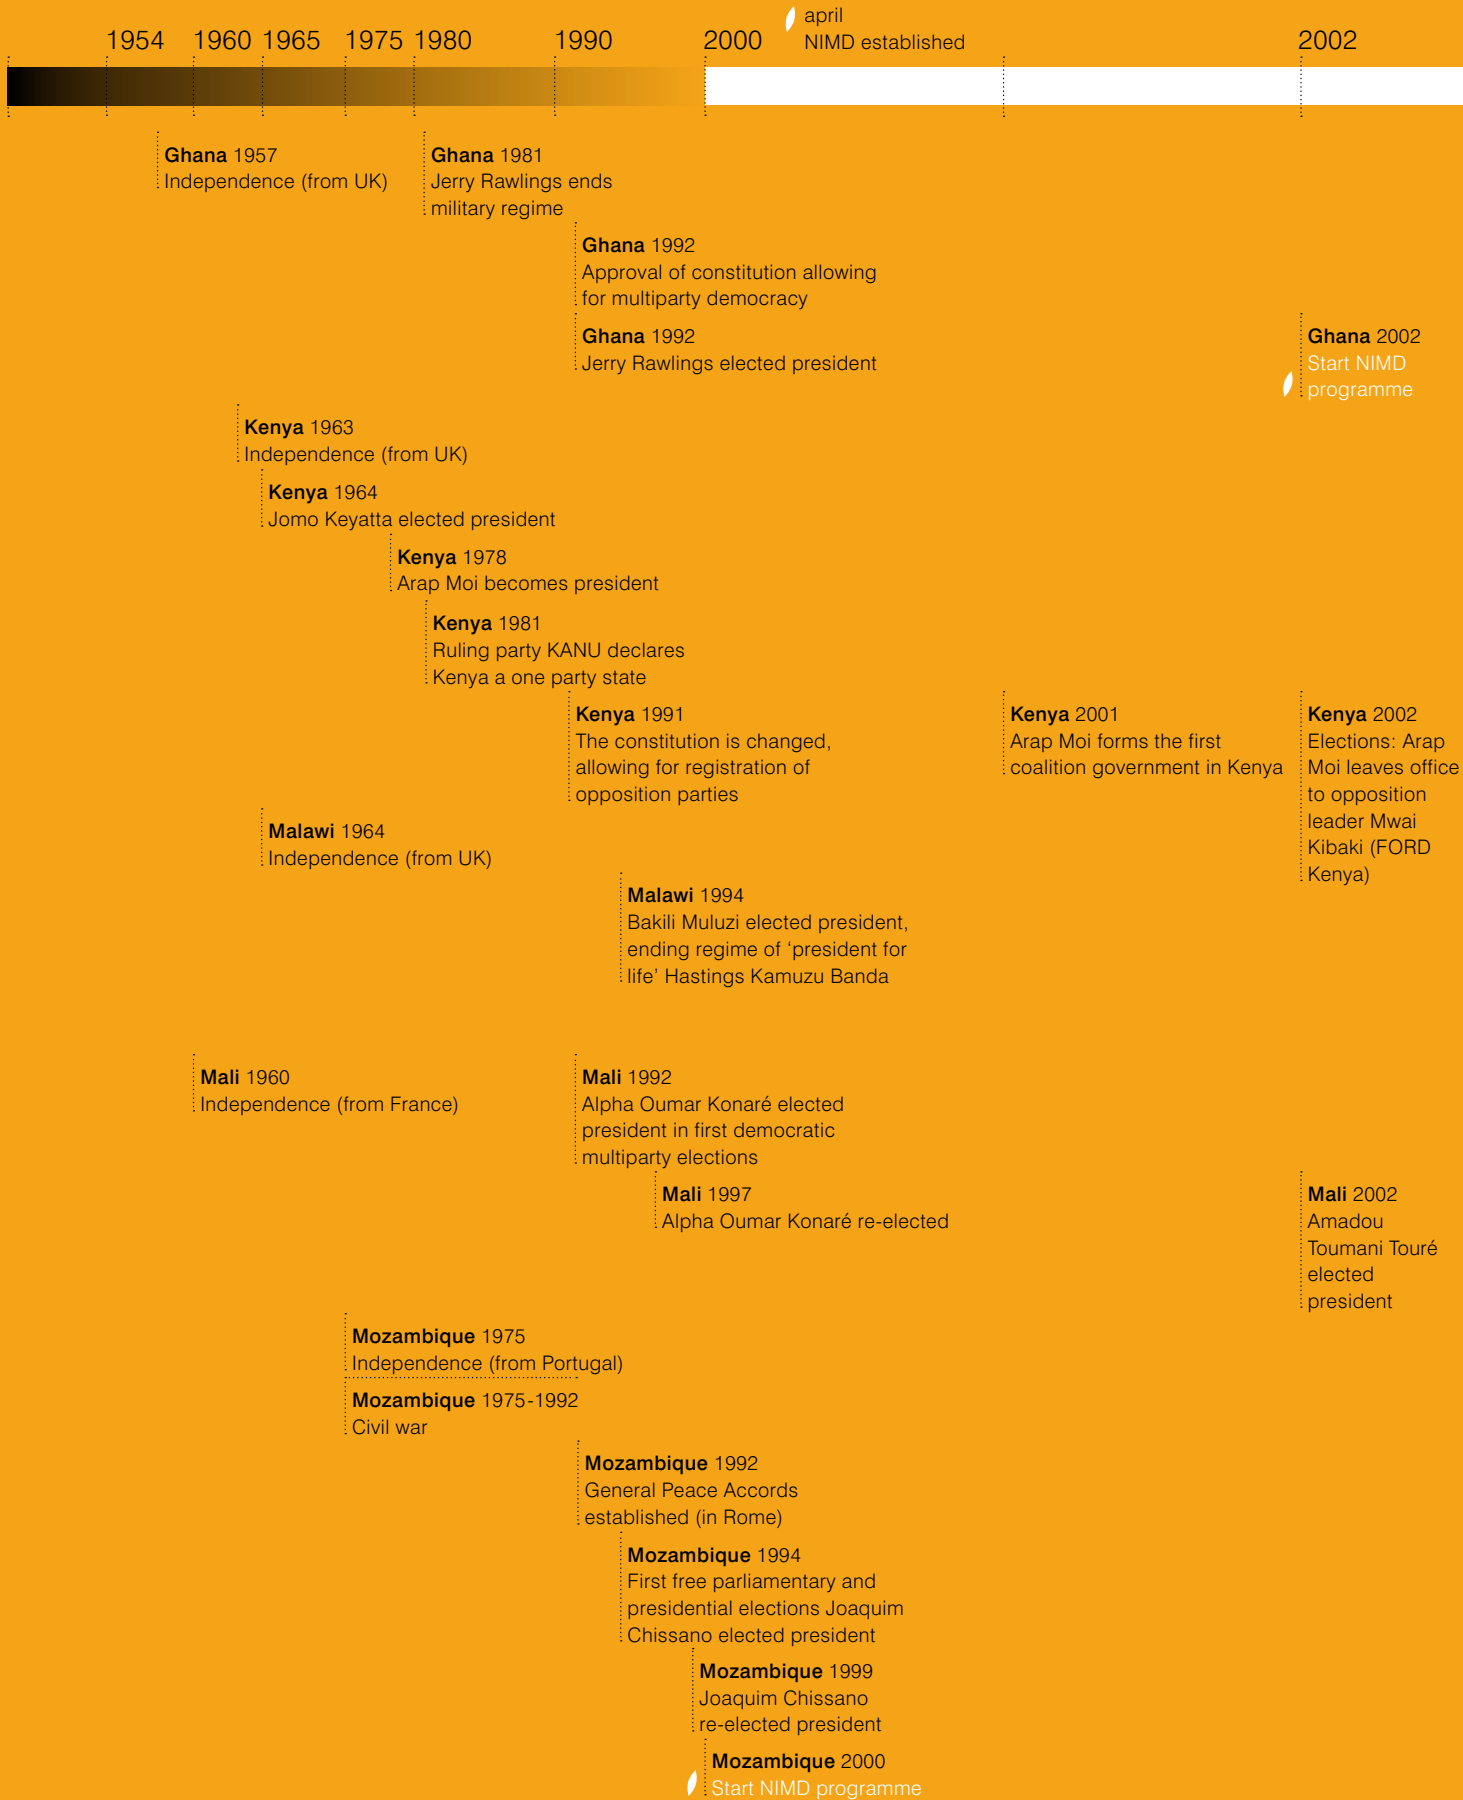 april
NIMD established
1954 1960 1965 1975 1980 1990 2000 2002
Ghana 1957
Independence (from UK)
Ghana 1981
Jerry Rawlings ends
military regime
Ghana 1992
Approval of constitution allowing
for multiparty democracy
Ghana 1992
Jerry Rawlings elected president
Ghana 2002
Start NIMD
programme
Kenya 1963
Independence (from UK)
Kenya 1964
Jomo Keyatta elected president
Kenya 1978
Arap Moi becomes president
Kenya 1981
Ruling party KANU declares
Kenya a one party state
Kenya 1991
The constitution is changed,
allowing for registration of
opposition parties
Kenya 2001
Arap Moi forms the first
coalition government in Kenya
Kenya 2002
Elections: Arap
Moi leaves office
to opposition
leader Mwai
Kibaki (FORD
Kenya)
Malawi 1964
Independence (from UK)
Malawi 1994
Bakili Muluzi elected president,
ending regime of ‘president for
life’ Hastings Kamuzu Banda
Mali 1960
Independence (from France)
Mali 1992
Alpha Oumar Konaré elected
president in first democratic
multiparty elections
Mali 1997
Alpha Oumar Konaré re-elected
Mali 2002
Amadou
Toumani Touré
elected
president
Mozambique 1975
Independence (from Portugal)
Mozambique 1975-1992
Civil war
Mozambique 1992
General Peace Accords
established (in Rome)
Mozambique 1994
First free parliamentary and
presidential elections Joaquim
Chissano elected president
Mozambique 1999
Joaquim Chissano
re-elected president
Mozambique 2000
Start NIMD programme